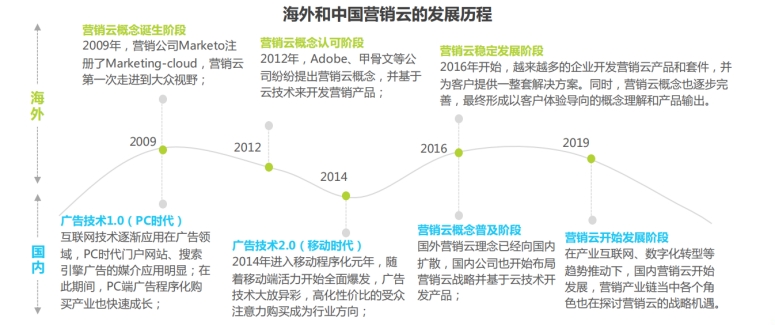 海外和中国营销云的发展历程
营销云概念诞生阶段
2009年，营销公司Marketo注
册了Marketing-cloud，营销云
第一次走进到大众视野；
营销云概念认可阶段
2012年，Adobe、甲骨文等公
司纷纷提出营销云概念，并基于
云技术来开发营销产品；
营销云稳定发展阶段
2016年开始，越来越多的企业开发营销云产品和套件，并
为客户提供一整套解决方案。同时，营销云概念也逐步完
善，最终形成以客户体验导向的概念理解和产品输出。
海外
2009
2012
2014
2016
2019
国内
广告技术1.0（PC时代）
互联网技术逐渐应用在广告领
域，PC时代门户网站、搜索
引擎广告的媒介应用明显；在
此期间，PC端广告程序化购
买产业也快速成长；
广告技术2.0（移动时代）
2014年进入移动程序化元年，随
着移动端活力开始全面爆发，广告
技术大放异彩，高化性价比的受众
注意力购买成为行业方向；
营销云概念普及阶段
国外营销云理念已经向国内
扩散，国内公司也开始布局
营销云战略并基于云技术开
发产品；
营销云开始发展阶段
在产业互联网、数字化转型等
趋势推动下，国内营销云开始发
展，营销产业链当中各个角
色也在探讨营销云的战略机遇。